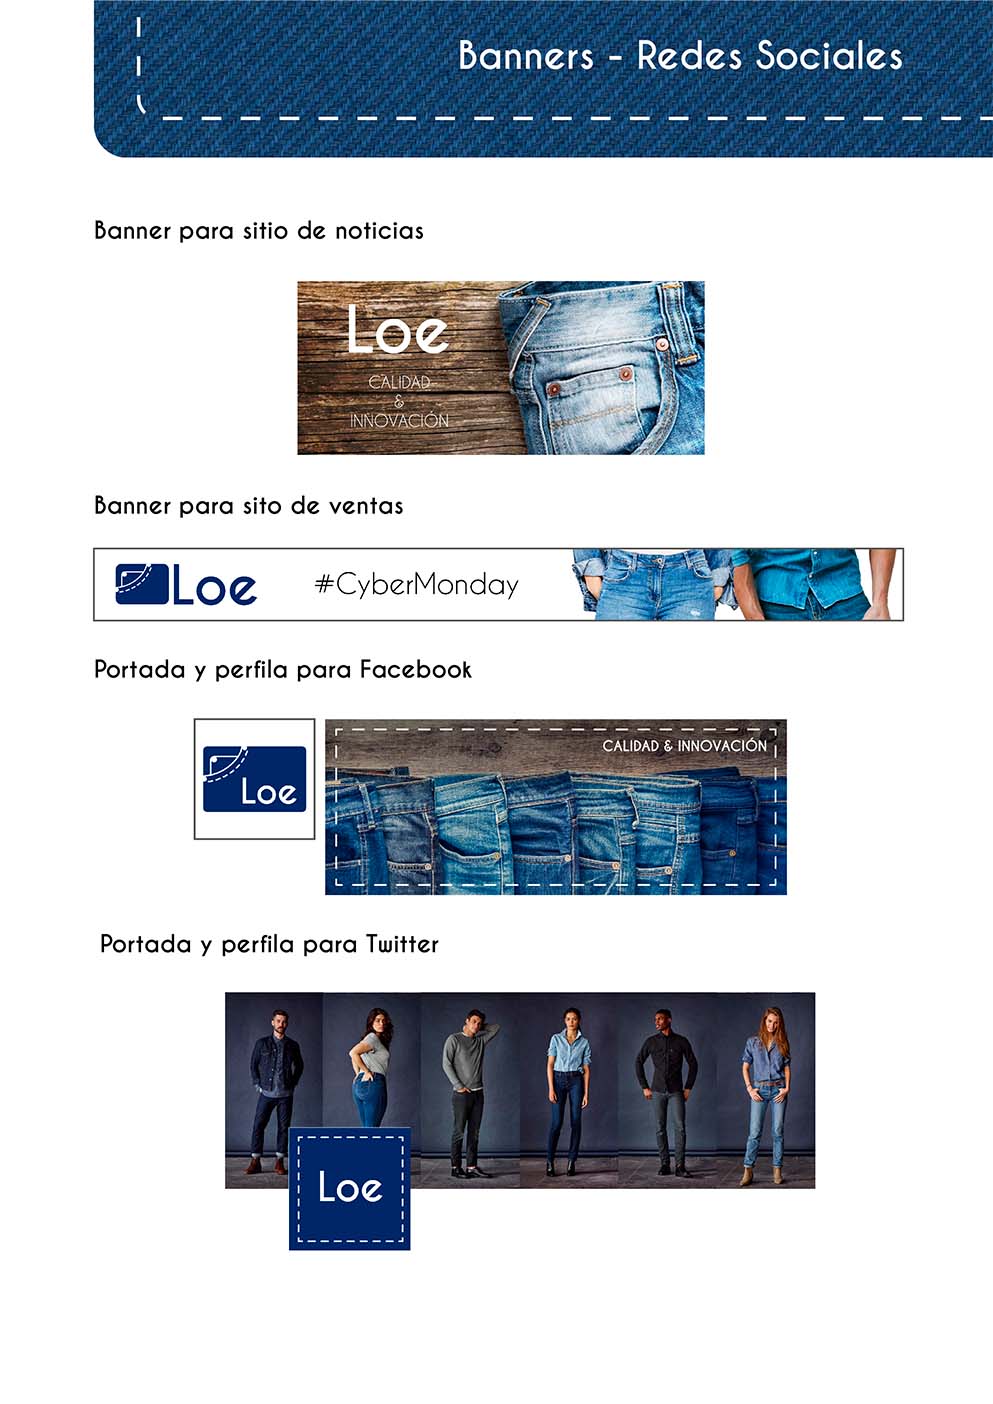 Banners - Redes Sociales
Banner para sitio de noticias
Loe
CALIDAD
&
INNOVACIÓN
Banner para sito de ventas
Loe
#CyberMonday
Portada y perfila para Facebook
Loe
CALIDAD & INNOVACIÓN
Portada y perfila para Twitter
Loe